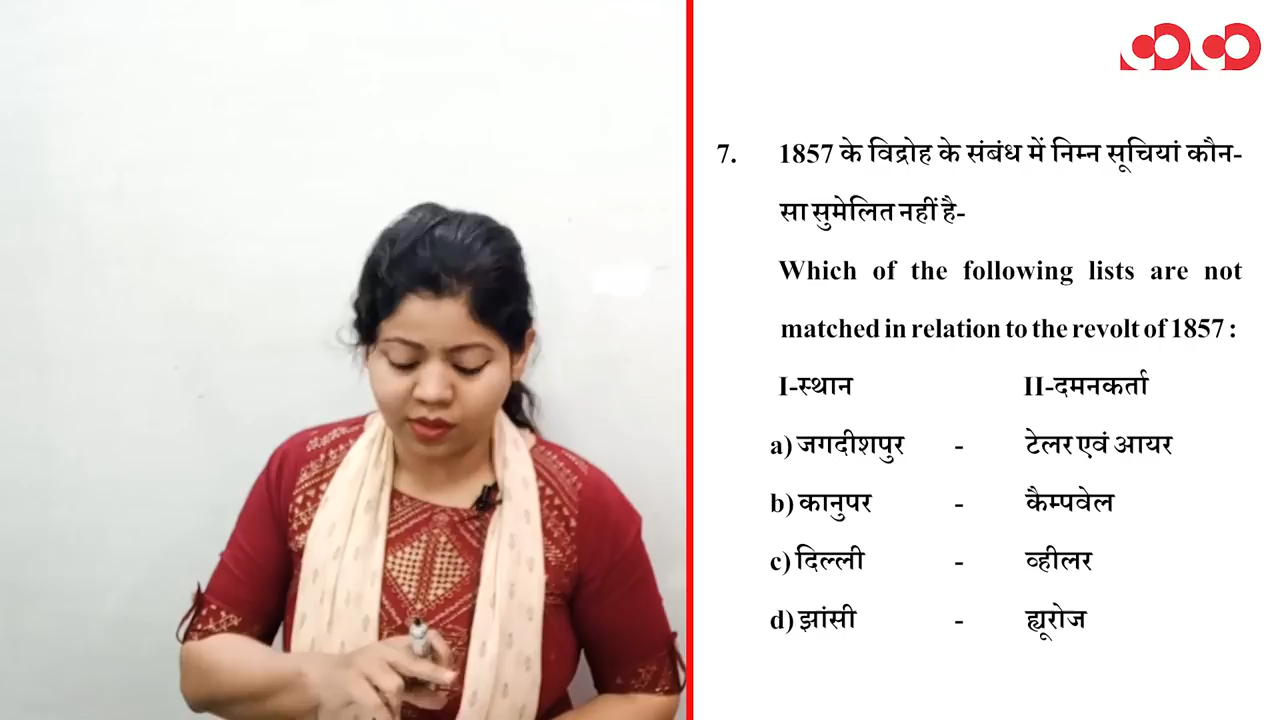 7. 1857 के विद्रोह के संबंध में निम्न सूचियां कौन-
सा सुमेलित नहीं है-
Which of the following lists are not
matched in relation to the revolt of 1857 :
I-स्थान II-दमनकर्ता
a) जगदीशपुर - टेलर एवं आयर
b) कानुपर - कैम्पवेल
c) दिल्ली - व्हीलर
d) झांसी - ह्यूरोज